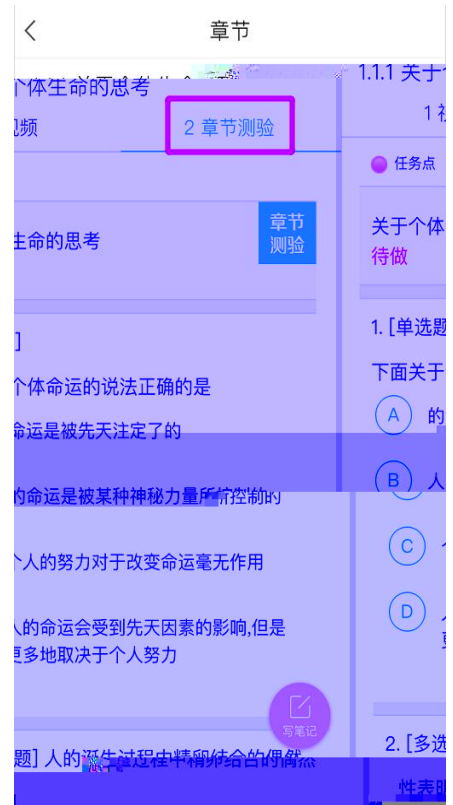 章节
个体生命的思考
1.1.1 关于
视频
2 章节测验
1
任务点
生命的思考
章节
测验
关于个体
待做
]
1. [单选题
个体命运的说法正确的是
下面关于
命运是被先天注定了的
A 的
B 人
的命运是被某种神秘力量所控制的
C
个人的努力对于改变命运毫无作用
D
人的命运会受到先天因素的影响,但是
更多地取决于个人努力
写笔记
2. [多选
题] 人的诞生过程中精卵结合的偶然
性表明